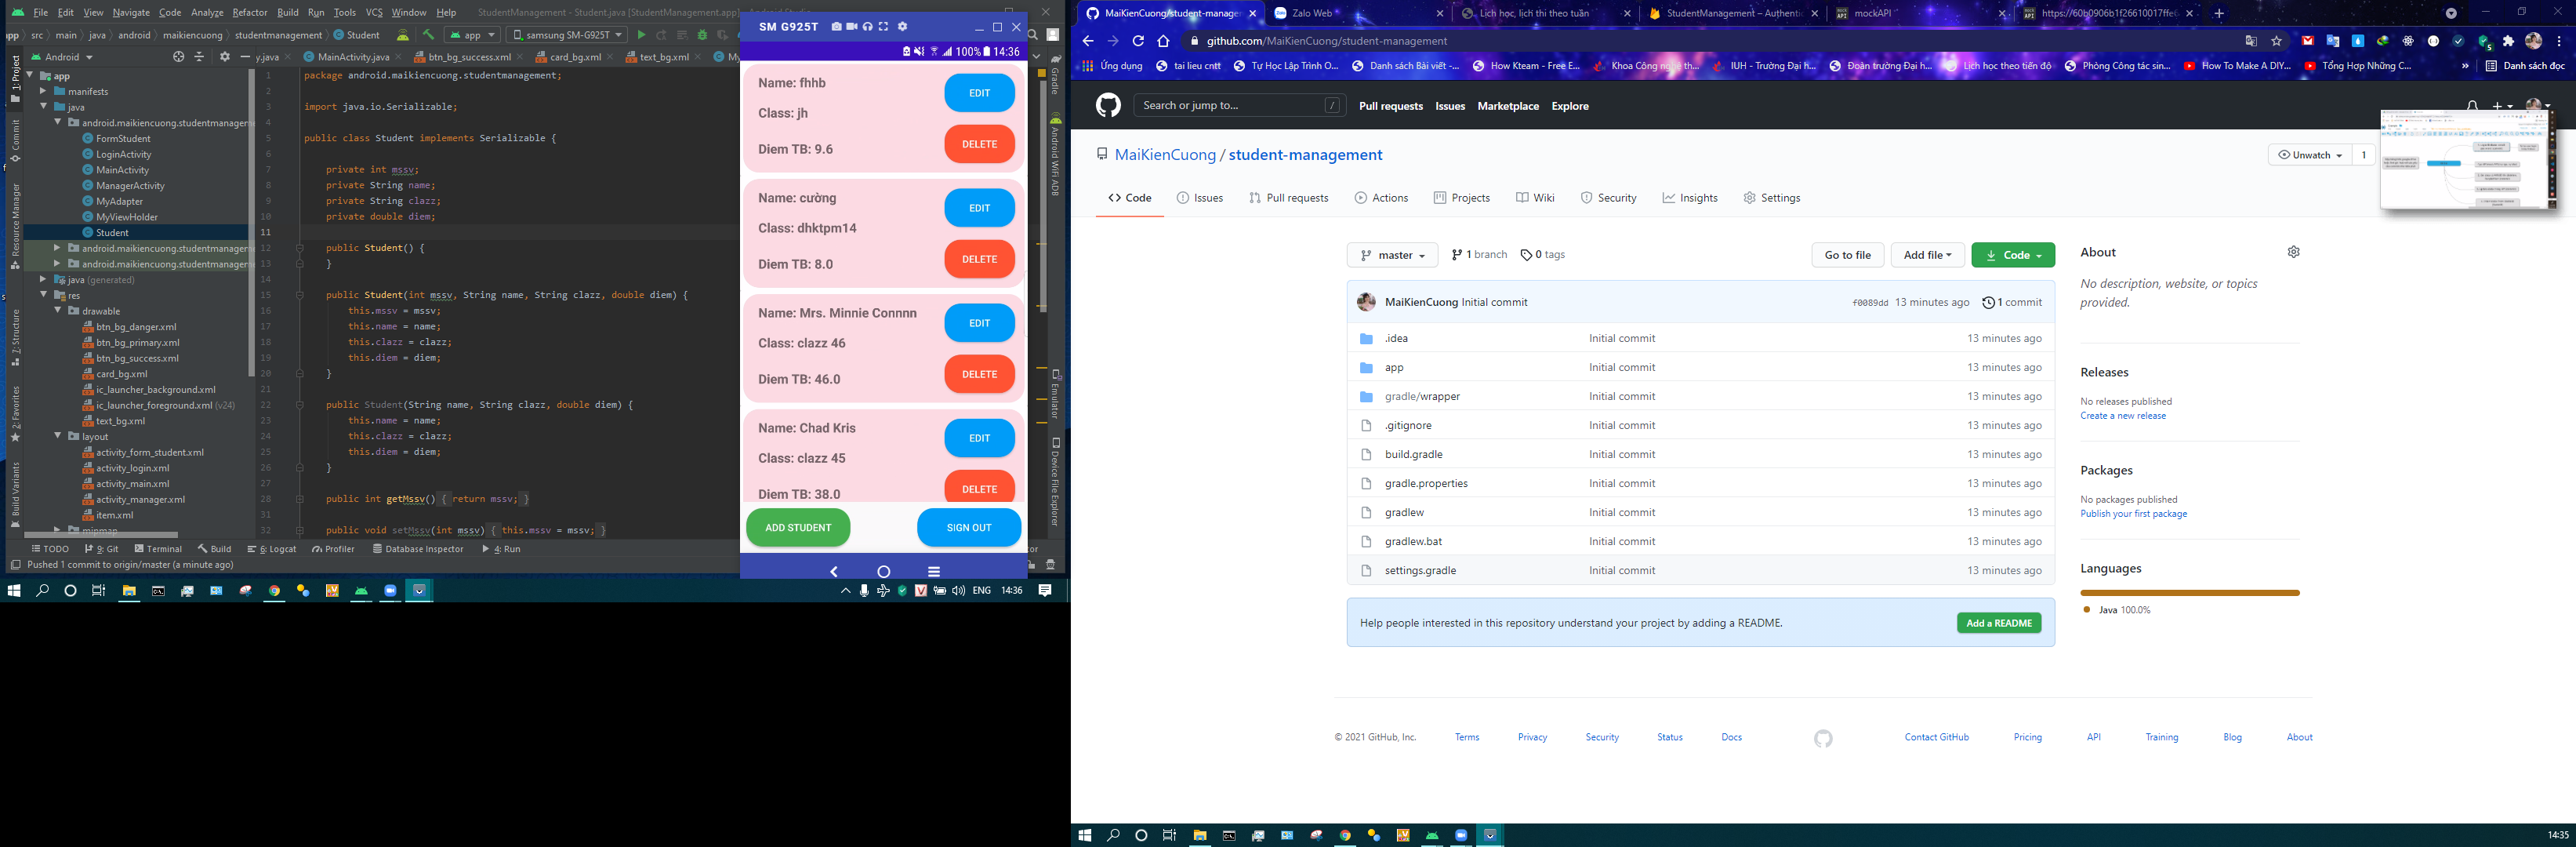 File Edit View Navigate Code Analyze Refactor Build Run Tools VCS Window Help StudentManagement - Student.java [StudentManagement.app]
src main java android maikiencuong studentmanagement Student app samsung SM-G925T
Android y.java MainActivity.java btn_bg_success.xml card_bg.xml text_bg.xml
1: Project
Commit
Resource Manager
7: Structure
2: Favorites
Build Variants
app
manifests
java
android.maikiencuong.studentmanagem
FormStudent
LoginActivity
MainActivity
ManagerActivity
MyAdapter
MyViewHolder
Student
android.maikiencuong.studentmanagem
android.maikiencuong.studentmanagem
java (generated)
res
drawable
btn_bg_danger.xml
btn_bg_primary.xml
btn_bg_success.xml
card_bg.xml
ic_launcher_background.xml
ic_launcher_foreground.xml (v24)
text_bg.xml
layout
activity_form_student.xml
activity_login.xml
activity_main.xml
activity_manager.xml
item.xml
mipmap
1 package android.maikiencuong.studentmanagement;
2
3 import java.io.Serializable;
4
5 public class Student implements Serializable {
6
7 private int mssv;
8 private String name;
9 private String clazz;
10 private double diem;
11
12 public Student() {
13 }
14
15 public Student(int mssv, String name, String clazz, double diem) {
16 this.mssv = mssv;
17 this.name = name;
18 this.clazz = clazz;
19 this.diem = diem;
20 }
21
22 public Student(String name, String clazz, double diem) {
23 this.name = name;
24 this.clazz = clazz;
25 this.diem = diem;
26 }
27
28 public int getMssv() { return mssv; }
31
32 public void setMssv(int mssv) { this.mssv = mssv; }
Gradle
Android WiFi ADB
Emulator
Device File Explorer
TODO 9: Git Terminal Build 6: Logcat Profiler Database Inspector 4: Run
Pushed 1 commit to origin/master (a minute ago)
ENG 14:36
SM G925T
100% 14:36
Name: fhhb
Class: jh
Diem TB: 9.6
EDIT
DELETE
Name: cường
Class: dhktpm14
Diem TB: 8.0
EDIT
DELETE
Name: Mrs. Minnie Connnn
Class: clazz 46
Diem TB: 46.0
EDIT
DELETE
Name: Chad Kris
Class: clazz 45
Diem TB: 38.0
EDIT
DELETE
ADD STUDENT SIGN OUT
MaiKienCuong/student-manage Zalo Web Lịch học, lịch thi theo tuần StudentManagement – Authentic mockAPI https://60b0906b1f26610017ffe6
github.com/MaiKienCuong/student-management
Ứng dụng tai lieu cntt Tự Học Lập Trình O... Danh sách Bài viết -... How Kteam - Free E... Khoa Công nghệ th... IUH - Trường Đại h... Đoàn trường Đại h... Lịch học theo tiến độ Phòng Công tác sin... How To Make A DIY... Tổng Hợp Những C... » Danh sách đọc
Search or jump to... / Pull requests Issues Marketplace Explore
MaiKienCuong / student-management
Unwatch 1
Code Issues Pull requests Actions Projects Wiki Security Insights Settings
master 1 branch 0 tags Go to file Add file Code
MaiKienCuong Initial commit f0089dd 13 minutes ago 1 commit
.idea Initial commit 13 minutes ago
app Initial commit 13 minutes ago
gradle/wrapper Initial commit 13 minutes ago
.gitignore Initial commit 13 minutes ago
build.gradle Initial commit 13 minutes ago
gradle.properties Initial commit 13 minutes ago
gradlew Initial commit 13 minutes ago
gradlew.bat Initial commit 13 minutes ago
settings.gradle Initial commit 13 minutes ago
Help people interested in this repository understand your project by adding a README. Add a README
About
No description, website, or topics
provided.
Releases
No releases published
Create a new release
Packages
No packages published
Publish your first package
Languages
Java 100.0%
© 2021 GitHub, Inc. Terms Privacy Security Status Docs Contact GitHub Pricing API Training Blog About
14:35